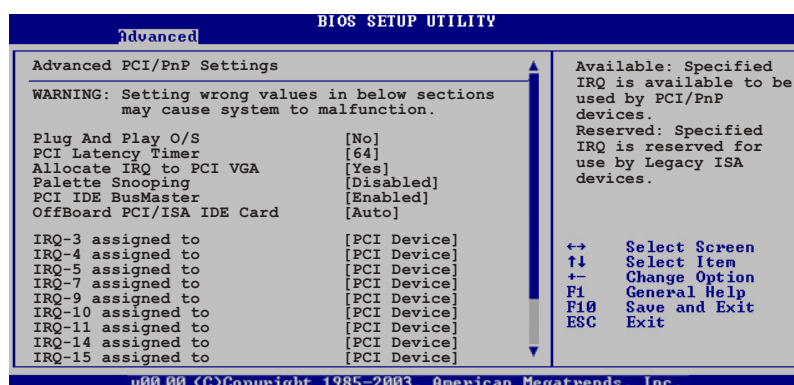 BIOS SETUP UTILITY
Advanced
Advanced PCI/PnP Settings
WARNING: Setting wrong values in below sections
may cause system to malfunction.
Plug And Play O/S [No]
PCI Latency Timer [64]
Allocate IRQ to PCI VGA [Yes]
Palette Snooping [Disabled]
PCI IDE BusMaster [Enabled]
OffBoard PCI/ISA IDE Card [Auto]
IRQ-3 assigned to [PCI Device]
IRQ-4 assigned to [PCI Device]
IRQ-5 assigned to [PCI Device]
IRQ-7 assigned to [PCI Device]
IRQ-9 assigned to [PCI Device]
IRQ-10 assigned to [PCI Device]
IRQ-11 assigned to [PCI Device]
IRQ-14 assigned to [PCI Device]
IRQ-15 assigned to [PCI Device]
Available: Specified
IRQ is available to be
used by PCI/PnP
devices.
Reserved: Specified
IRQ is reserved for
use by Legacy ISA
devices.
↔ Select Screen
↑↓ Select Item
+- Change Option
F1 General Help
F10 Save and Exit
ESC Exit
v00.00 (C)Copyright 1985-2003, American Megatrends, Inc.